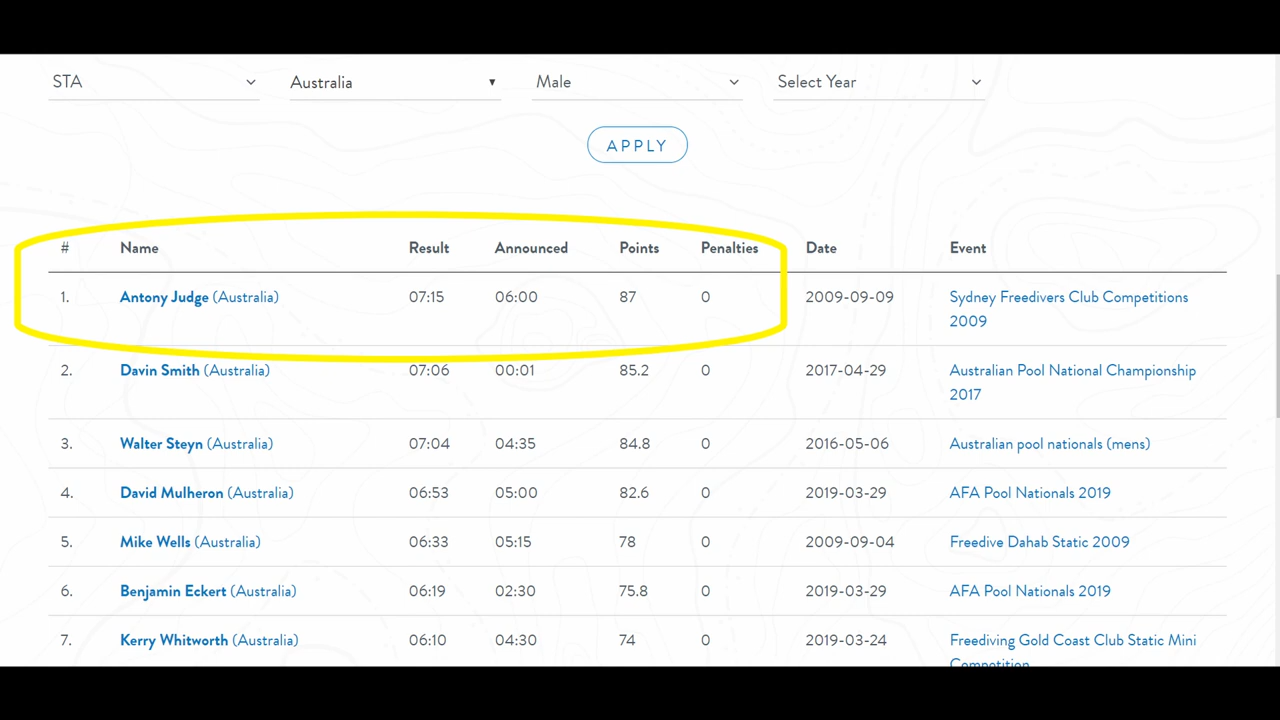 STA Australia Male Select Year
APPLY
# Name Result Announced Points Penalties Date Event
1. Antony Judge (Australia) 07:15 06:00 87 0 2009-09-09 Sydney Freedivers Club Competitions
2009
2. Davin Smith (Australia) 07:06 00:01 85.2 0 2017-04-29 Australian Pool National Championship
2017
3. Walter Steyn (Australia) 07:04 04:35 84.8 0 2016-05-06 Australian pool nationals (mens)
4. David Mulheron (Australia) 06:53 05:00 82.6 0 2019-03-29 AFA Pool Nationals 2019
5. Mike Wells (Australia) 06:33 05:15 78 0 2009-09-04 Freedive Dahab Static 2009
6. Benjamin Eckert (Australia) 06:19 02:30 75.8 0 2019-03-29 AFA Pool Nationals 2019
7. Kerry Whitworth (Australia) 06:10 04:30 74 0 2019-03-24 Freediving Gold Coast Club Static Mini
Competition